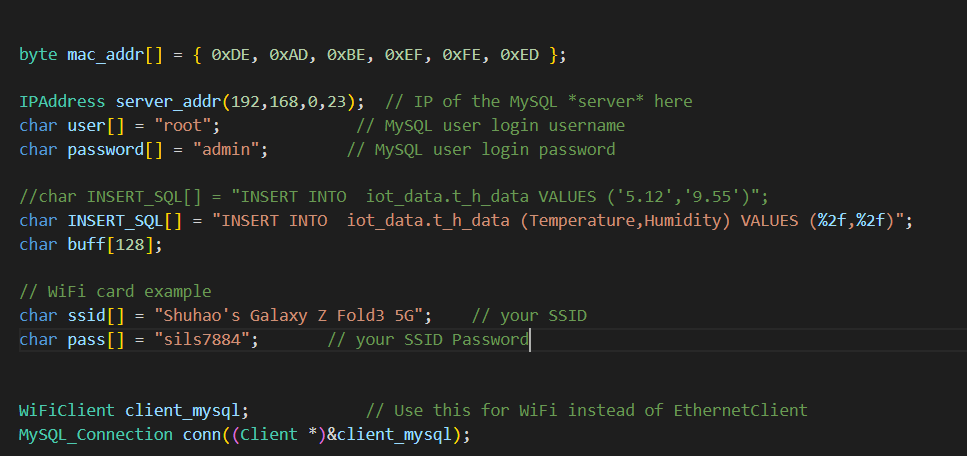 byte mac_addr[] = { 0xDE, 0xAD, 0xBE, 0xEF, 0xFE, 0xED };
IPAddress server_addr(192,168,0,23);  // IP of the MySQL *server* here
char user[] = "root";              // MySQL user login username
char password[] = "admin";        // MySQL user login password
//char INSERT_SQL[] = "INSERT INTO  iot_data.t_h_data VALUES ('5.12','9.55')";
char INSERT_SQL[] = "INSERT INTO  iot_data.t_h_data (Temperature,Humidity) VALUES (%2f,%2f)";
char buff[128];
// WiFi card example
char ssid[] = "Shuhao's Galaxy Z Fold3 5G";    // your SSID
char pass[] = "sils7884";       // your SSID Password
WiFiClient client_mysql;            // Use this for WiFi instead of EthernetClient
MySQL_Connection conn((Client *)&client_mysql);